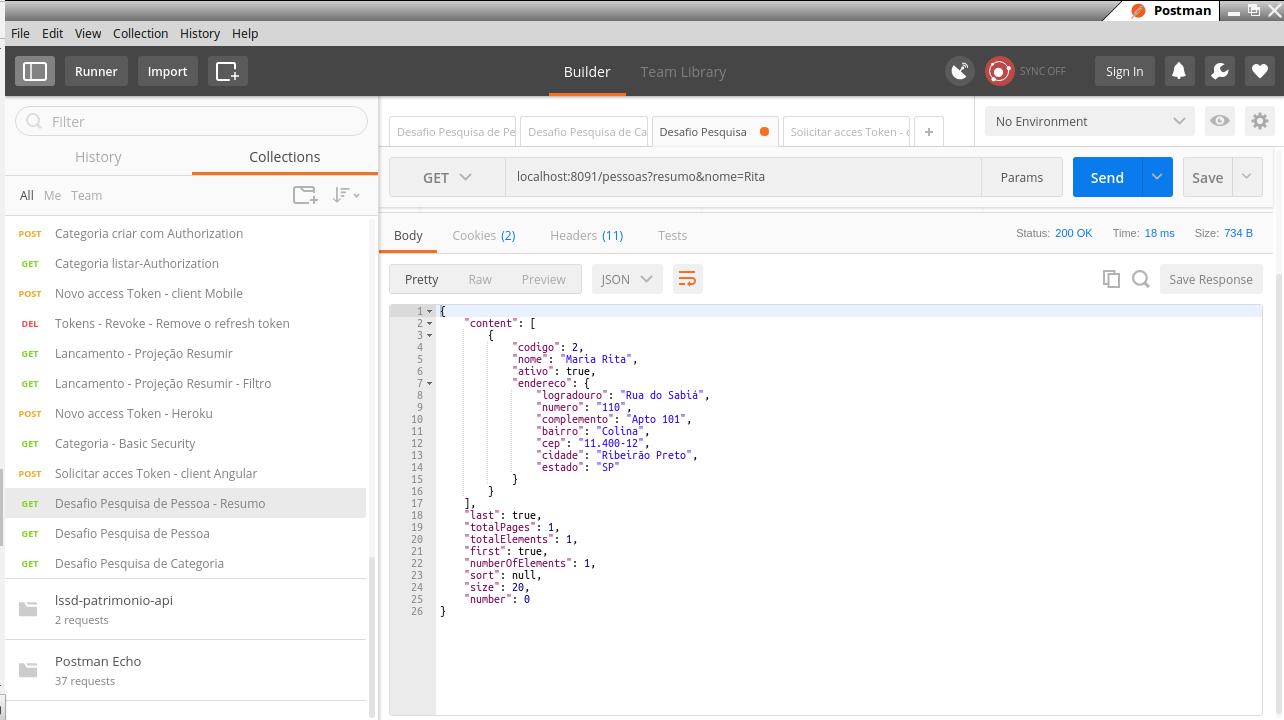 Postman
File Edit View Collection History Help
Runner Import Builder Team Library SYNC OFF Sign In
Filter
History Collections
All Me Team
POST Categoria criar com Authorization
GET Categoria listar-Authorization
POST Novo access Token - client Mobile
DEL Tokens - Revoke - Remove o refresh token
GET Lancamento - Projeção Resumir
GET Lancamento - Projeção Resumir - Filtro
POST Novo access Token - Heroku
GET Categoria - Basic Security
POST Solicitar acces Token - client Angular
GET Desafio Pesquisa de Pessoa - Resumo
GET Desafio Pesquisa de Pessoa
GET Desafio Pesquisa de Categoria
lssd-patrimonio-api
2 requests
Postman Echo
37 requests
Desafio Pesquisa de Pe Desafio Pesquisa de Ca Desafio Pesquisa Solicitar acces Token - c +
No Environment
GET localhost:8091/pessoas?resumo&nome=Rita Params Send Save
Body Cookies (2) Headers (11) Tests Status: 200 OK Time: 18 ms Size: 734 B
Pretty Raw Preview JSON Save Response
1 {
2 "content": [
3 {
4 "codigo": 2,
5 "nome": "Maria Rita",
6 "ativo": true,
7 "endereco": {
8 "logradouro": "Rua do Sabiá",
9 "numero": "110",
10 "complemento": "Apto 101",
11 "bairro": "Colina",
12 "cep": "11.400-12",
13 "cidade": "Ribeirão Preto",
14 "estado": "SP"
15 }
16 }
17 ],
18 "last": true,
19 "totalPages": 1,
20 "totalElements": 1,
21 "first": true,
22 "numberOfElements": 1,
23 "sort": null,
24 "size": 20,
25 "number": 0
26 }